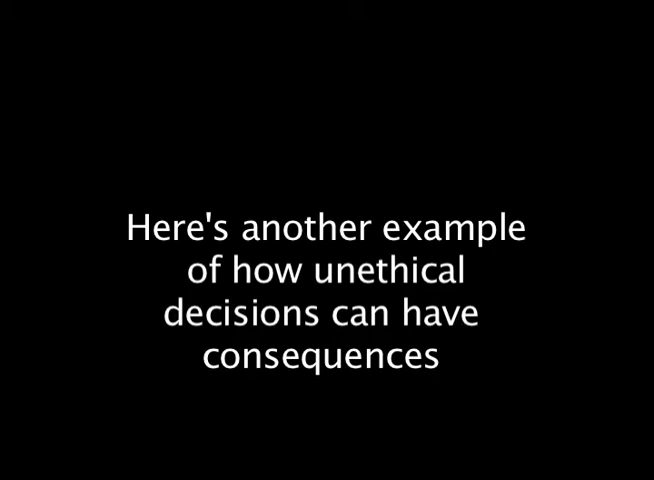 Here's another example
of how unethical
decisions can have
consequences